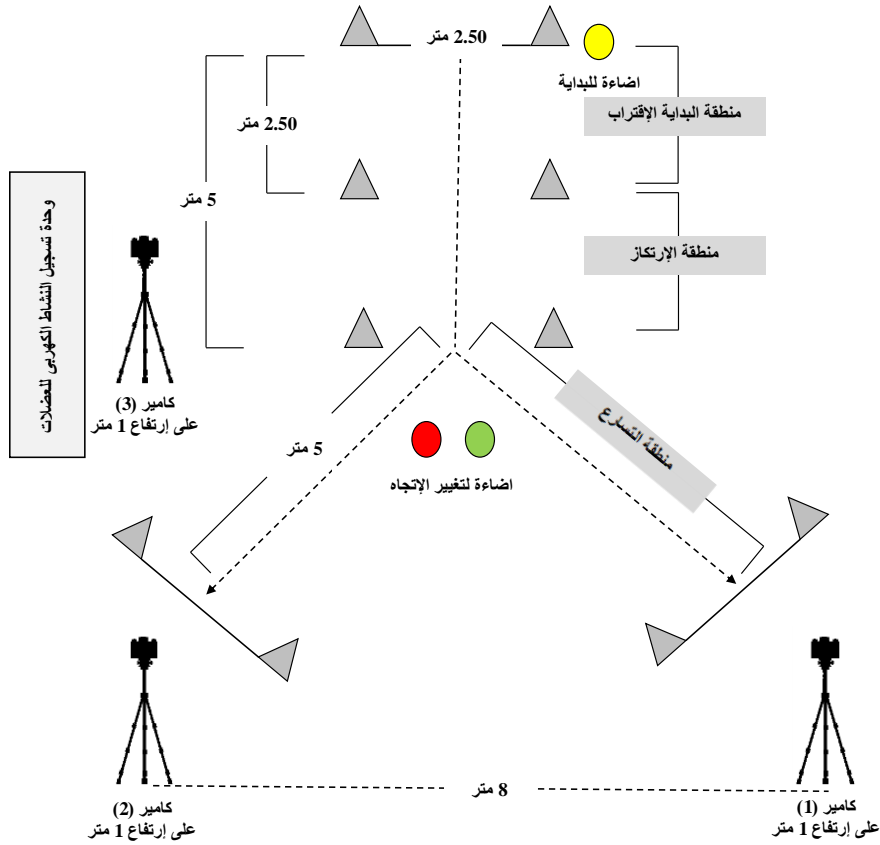 2.50 متر
اضاءة للبداية
منطقة البداية الإقتراب
2.50 متر
5 متر
منطقة الإرتكاز
وحدة تسجيل النشاط الكهربى للعضلات
كامير (3)
على إرتفاع 1 متر
منطقة التسارع
5 متر
اضاءة لتغيير الإتجاه
8 متر
كامير (2)
على إرتفاع 1 متر
كامير (1)
على إرتفاع 1 متر